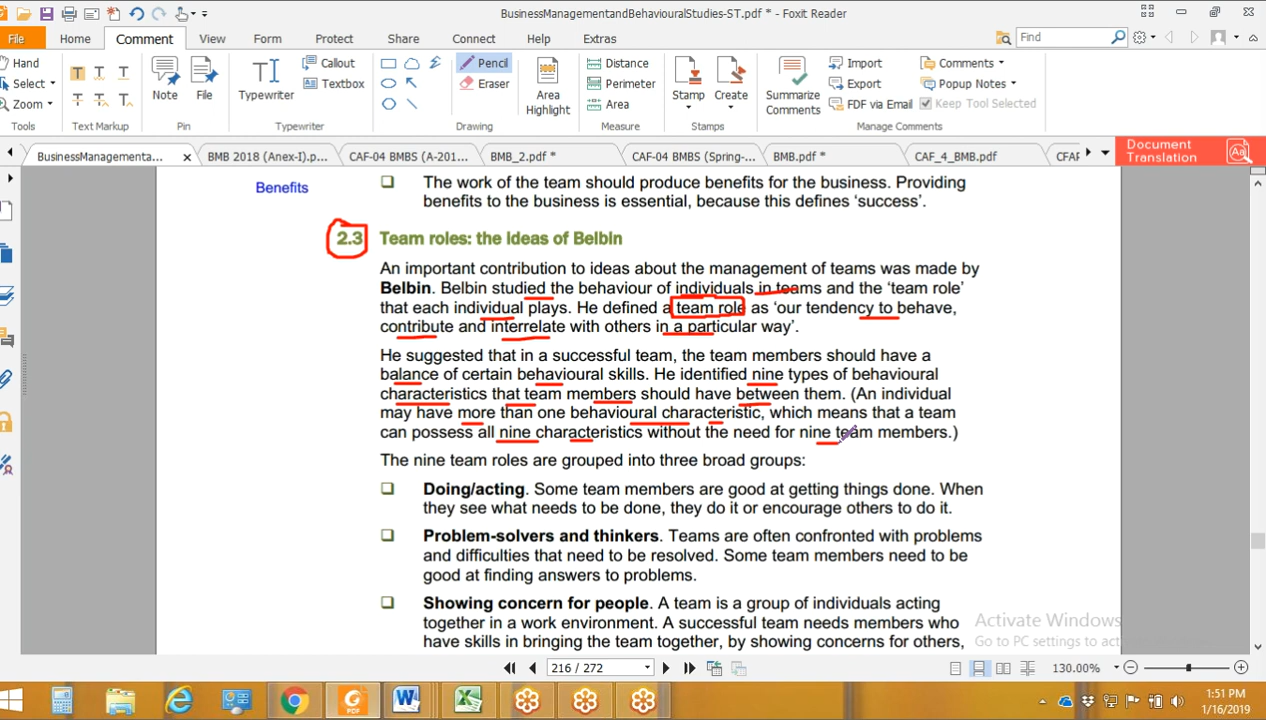 BusinessManagementandBehaviouralStudies-ST.pdf * - Foxit Reader
File Home Comment View Form Protect Share Connect Help Extras Find
Hand
Select
Zoom
Tools
Text Markup
Note File
Pin
Typewriter
Callout
Textbox
Typewriter
Pencil
Eraser
Area
Highlight
Drawing
Distance
Perimeter
Area
Measure
Stamp Create
Stamps
Summarize
Comments
Import
Export
FDF via Email
Comments
Popup Notes
Keep Tool Selected
Manage Comments
BusinessManagementa... BMB 2018 (Anex-I).p... CAF-04 BMBS (A-201... BMB_2.pdf * CAF-04 BMBS (Spring-... BMB.pdf * CAF_4_BMB.pdf CFAF
Document
Translation
Benefits
The work of the team should produce benefits for the business. Providing
benefits to the business is essential, because this defines ‘success’.
2.3 Team roles: the ideas of Belbin
An important contribution to ideas about the management of teams was made by
Belbin. Belbin studied the behaviour of individuals in teams and the ‘team role’
that each individual plays. He defined a team role as ‘our tendency to behave,
contribute and interrelate with others in a particular way’.
He suggested that in a successful team, the team members should have a
balance of certain behavioural skills. He identified nine types of behavioural
characteristics that team members should have between them. (An individual
may have more than one behavioural characteristic, which means that a team
can possess all nine characteristics without the need for nine team members.)
The nine team roles are grouped into three broad groups:
Doing/acting. Some team members are good at getting things done. When
they see what needs to be done, they do it or encourage others to do it.
Problem-solvers and thinkers. Teams are often confronted with problems
and difficulties that need to be resolved. Some team members need to be
good at finding answers to problems.
Showing concern for people. A team is a group of individuals acting
together in a work environment. A successful team needs members who
have skills in bringing the team together, by showing concerns for others,
Activate Windows
Go to PC settings to act
216 / 272
130.00%
1:51 PM
1/16/2019